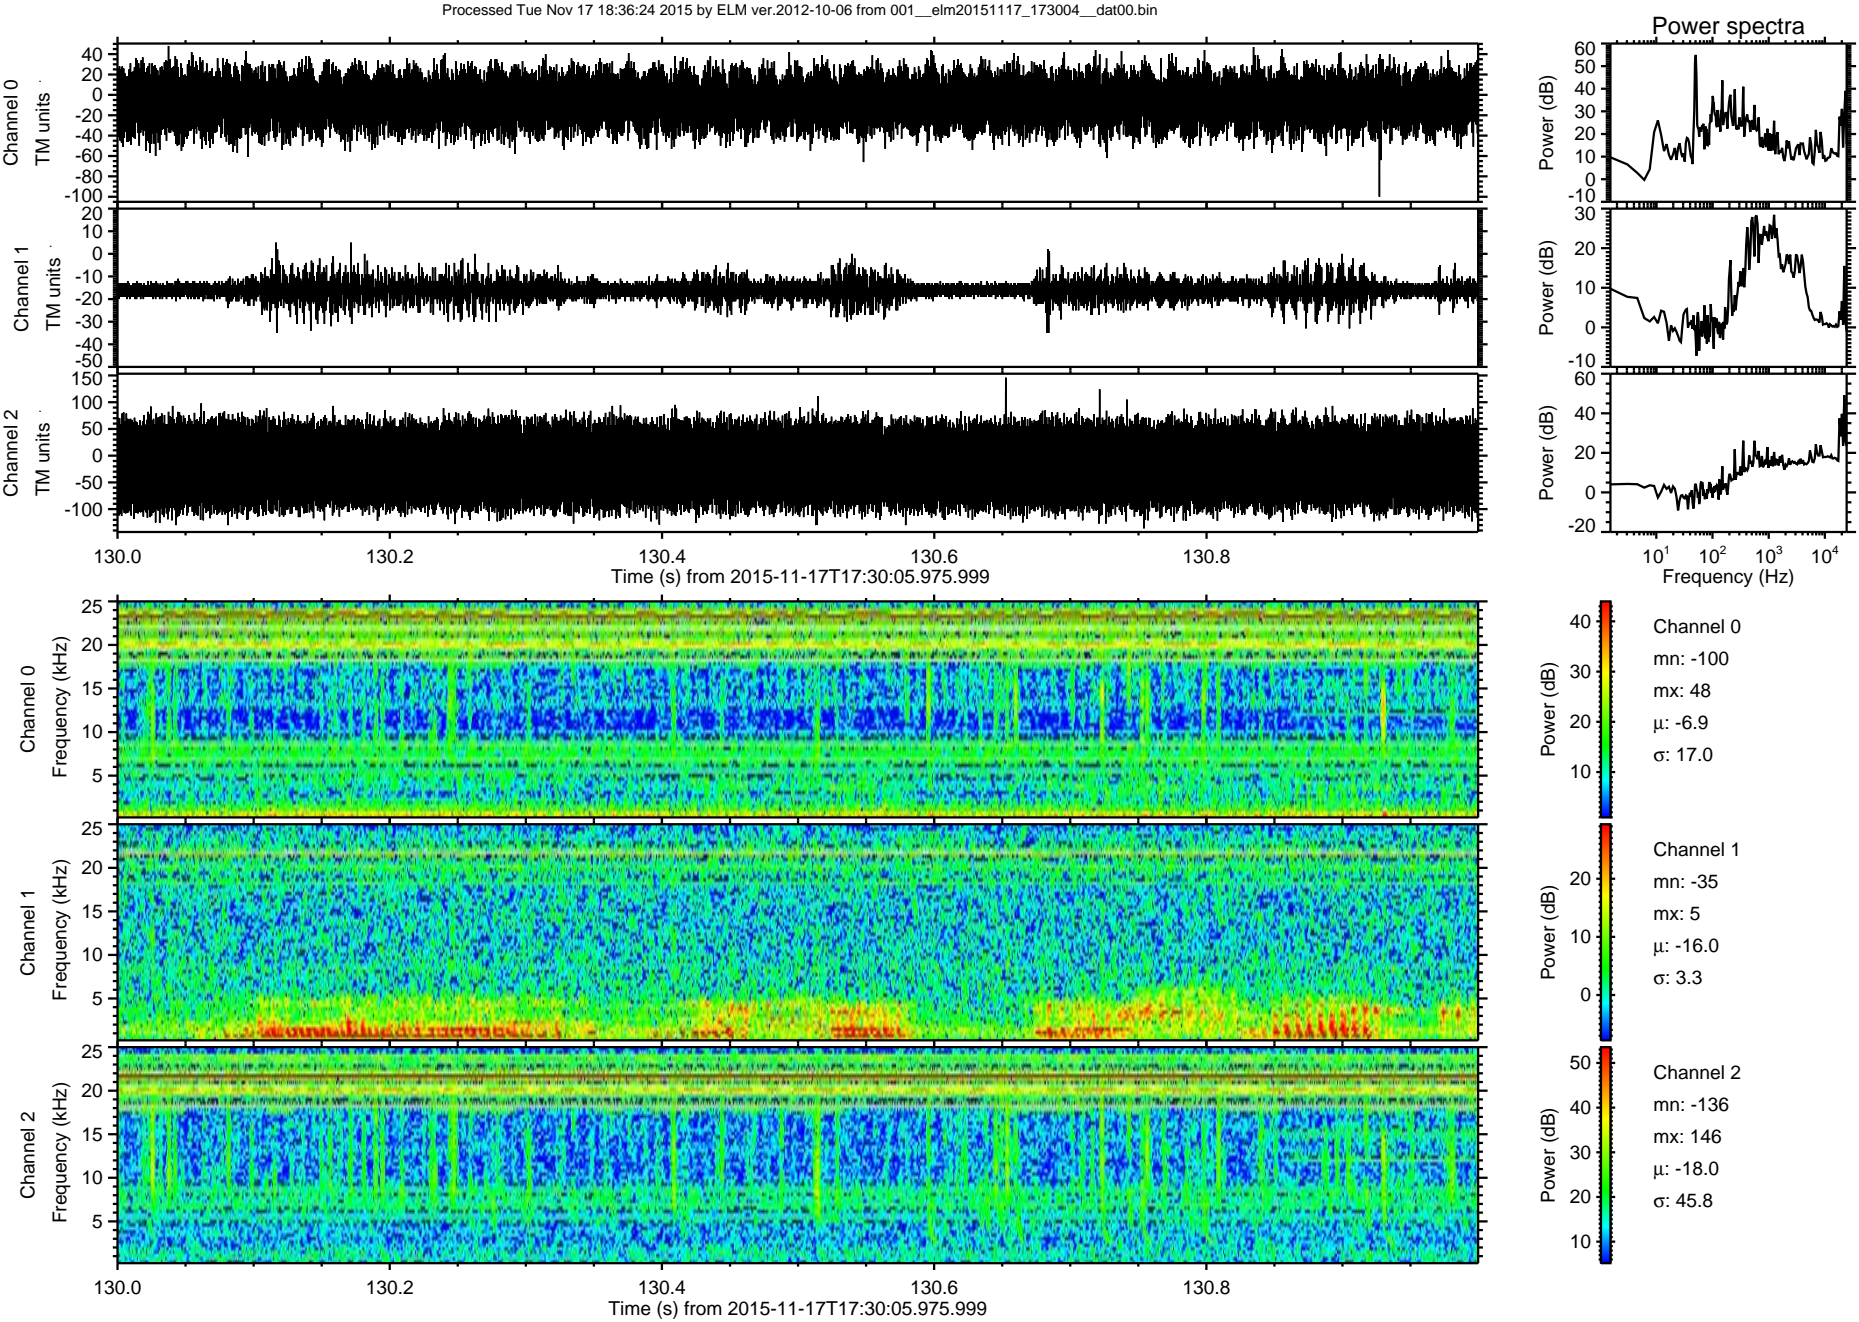 Processed Tue Nov 17 18:36:24 2015 by ELM ver.2012-10-06 from 001__elm20151117_173004__dat00.bin
Power spectra
Channel 0
TM units
40
20
0
-20
-40
-60
-80
-100
Power (dB)
60
50
40
30
20
10
0
-10
Channel 1
TM units
20
10
0
-10
-20
-30
-40
-50
Power (dB)
30
20
10
0
-10
Channel 2
TM units
150
100
50
0
-50
-100
Power (dB)
60
40
20
0
-20
130.0 130.2 130.4 130.6 130.8
Time (s) from 2015-11-17T17:30:05.975.999
10¹ 10² 10³ 10⁴
Frequency (Hz)
Channel 0
Frequency (kHz)
25
20
15
10
5
Power (dB)
40
30
20
10
Channel 0
mn: -100
mx: 48
μ: -6.9
σ: 17.0
Channel 1
Frequency (kHz)
25
20
15
10
5
Power (dB)
20
10
0
Channel 1
mn: -35
mx: 5
μ: -16.0
σ: 3.3
Channel 2
Frequency (kHz)
25
20
15
10
5
Power (dB)
50
40
30
20
10
Channel 2
mn: -136
mx: 146
μ: -18.0
σ: 45.8
130.0 130.2 130.4 130.6 130.8
Time (s) from 2015-11-17T17:30:05.975.999